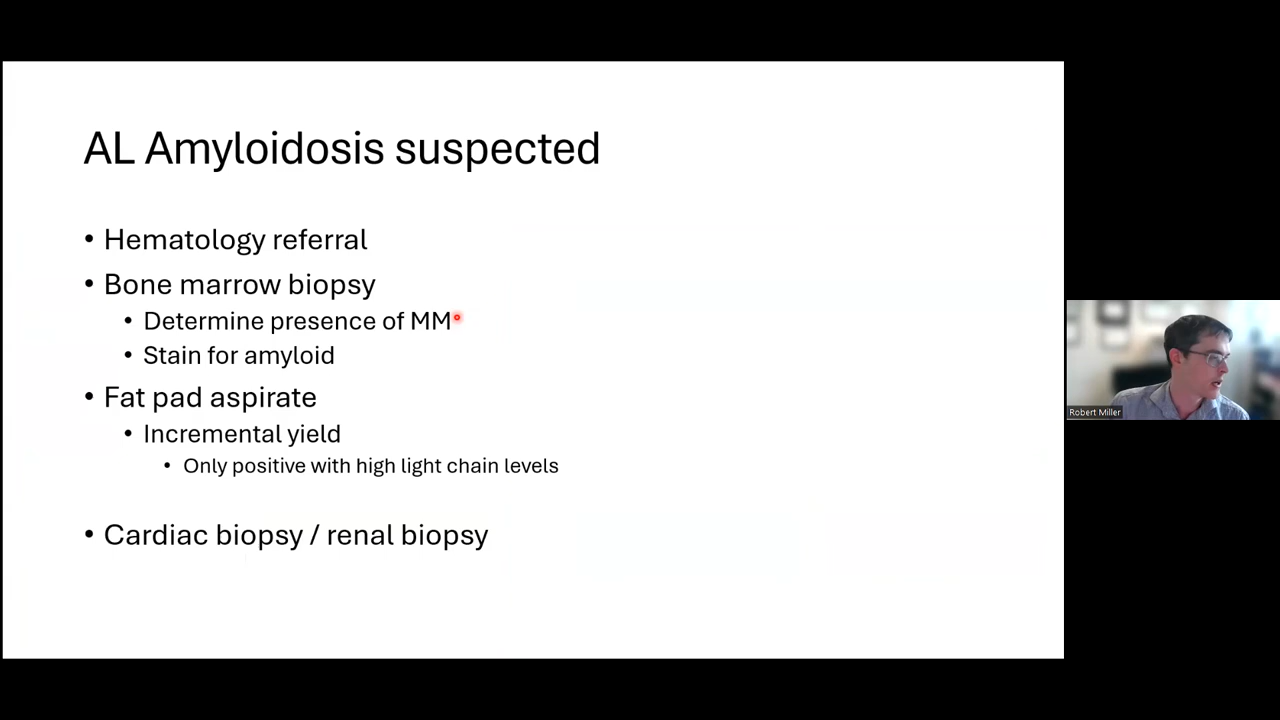 AL Amyloidosis suspected
• Hematology referral
• Bone marrow biopsy
• Determine presence of MM
• Stain for amyloid
• Fat pad aspirate
• Incremental yield
• Only positive with high light chain levels
• Cardiac biopsy / renal biopsy
Robert Miller